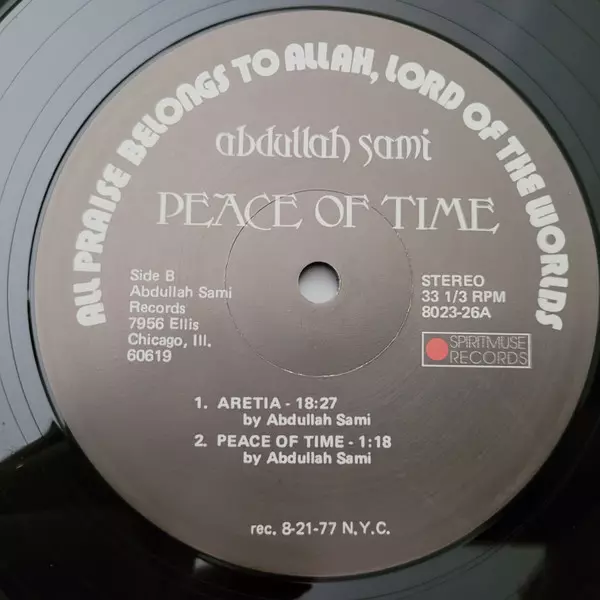 ALL PRAISE BELONGS TO ALLAH, LORD OF THE WORLDS
abdullah sami
PEACE OF TIME
Side B
Abdullah Sami
Records
7956 Ellis
Chicago, Ill.
60619
STEREO
33 1/3 RPM
8023-26A
SPIRITMUSE
RECORDS
1. ARETIA - 18:27
by Abdullah Sami
2. PEACE OF TIME - 1:18
by Abdullah Sami
rec. 8-21-77 N.Y.C.